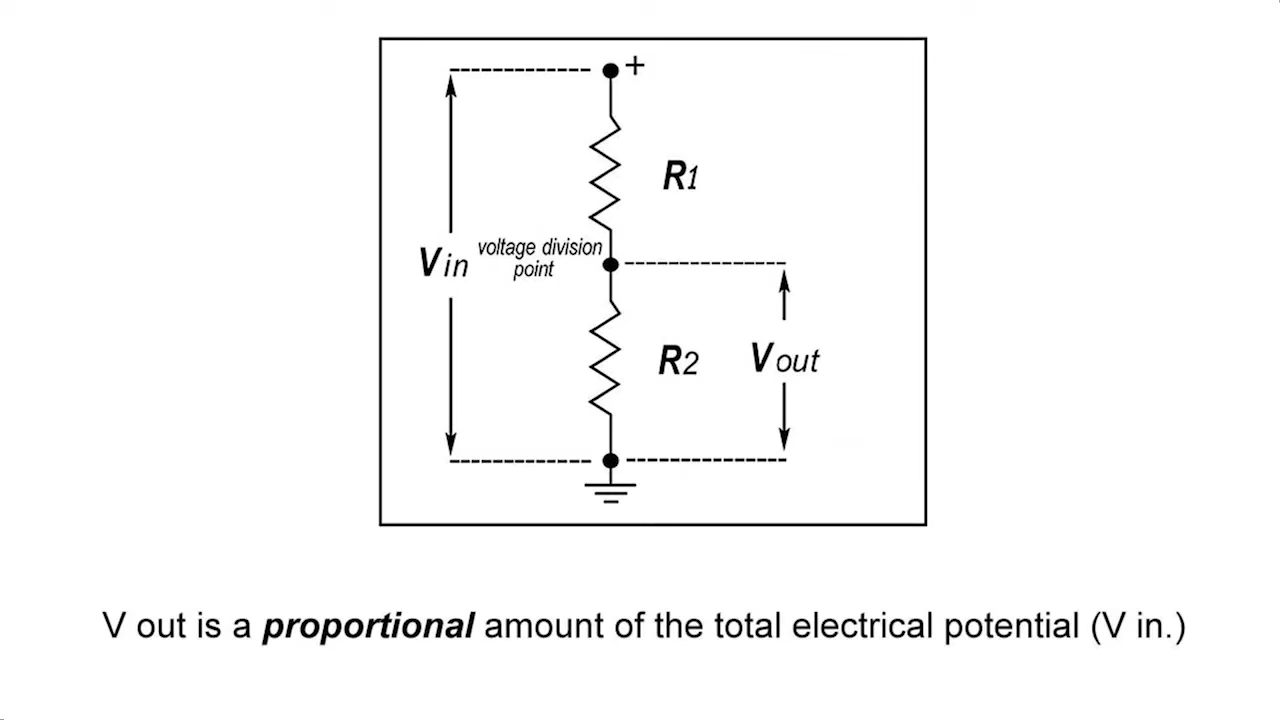 +
R1
Vin
voltage division
point
R2
Vout
V out is a proportional amount of the total electrical potential (V in.)